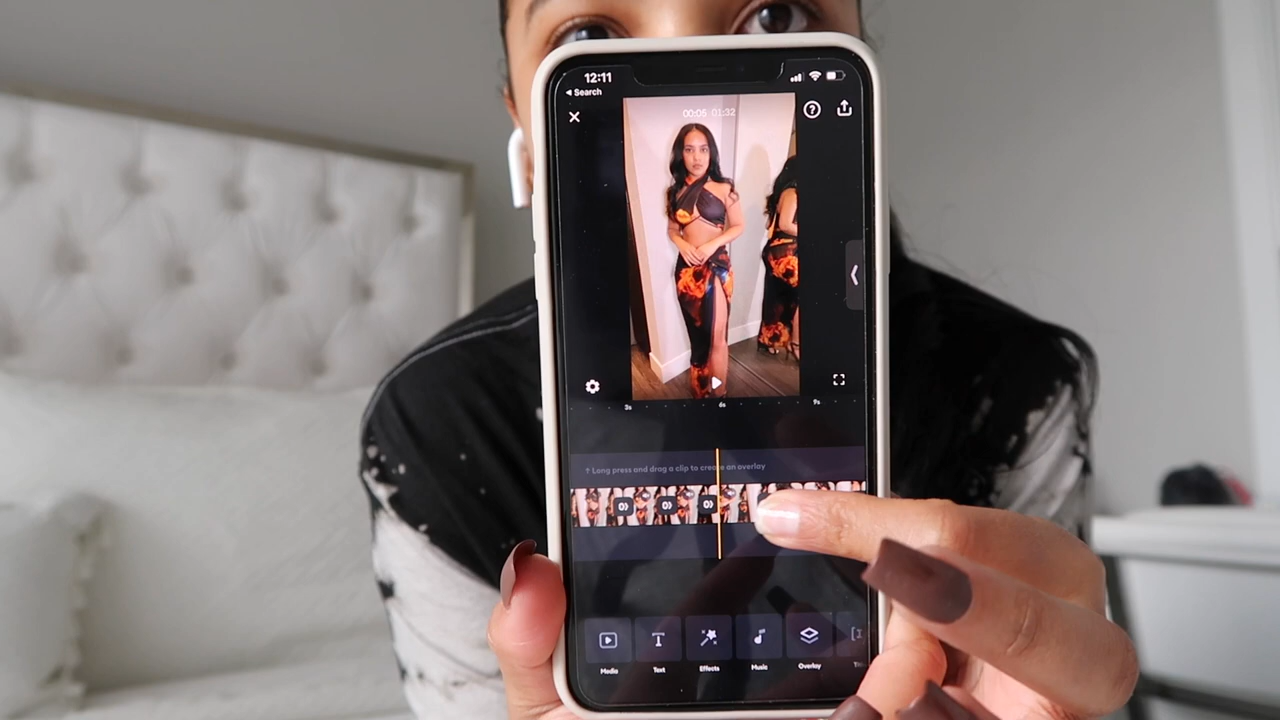 12:11
◀ Search
00:05 01:32
3s 6s 9s
↑ Long press and drag a clip to create an overlay
Media Text Effects Music Overlay